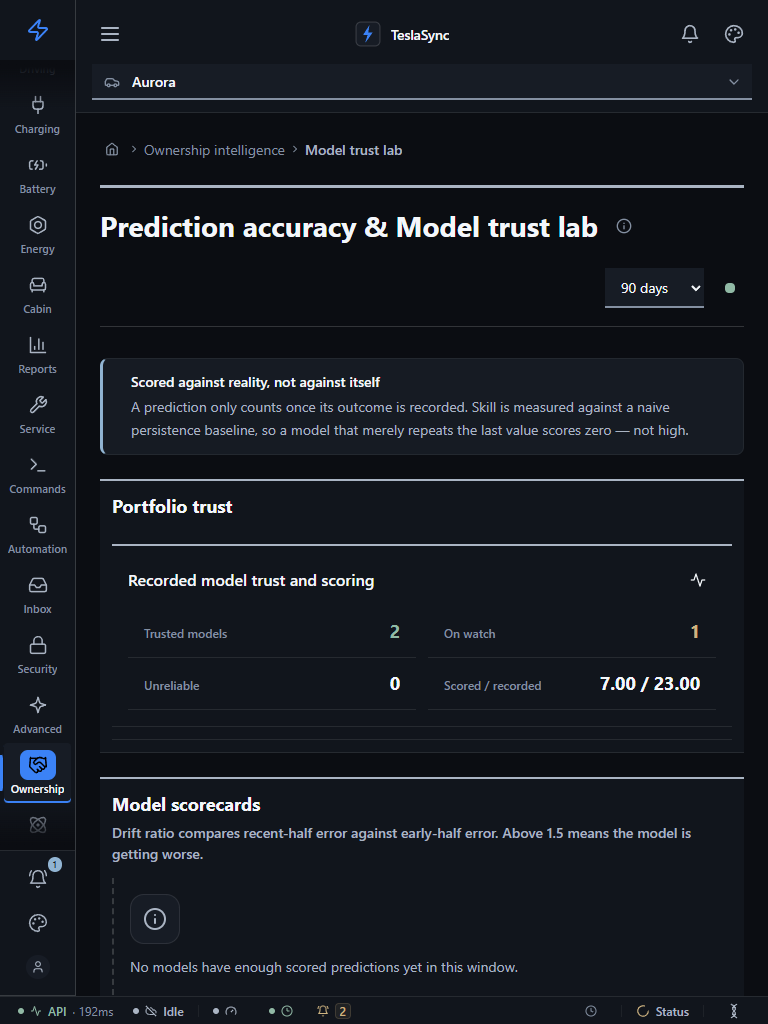 TeslaSync
Aurora
Driving
Charging
Battery
Energy
Cabin
Reports
Service
Commands
Automation
Inbox
Security
Advanced
Ownership
1
Ownership intelligence
Model trust lab
Prediction accuracy & Model trust lab
90 days
Scored against reality, not against itself
A prediction only counts once its outcome is recorded. Skill is measured against a naive
persistence baseline, so a model that merely repeats the last value scores zero — not high.
Portfolio trust
Recorded model trust and scoring
Trusted models 2
On watch 1
Unreliable 0
Scored / recorded 7.00 / 23.00
Model scorecards
Drift ratio compares recent-half error against early-half error. Above 1.5 means the model is
getting worse.
No models have enough scored predictions yet in this window.
API · 192ms
Idle
2
Status